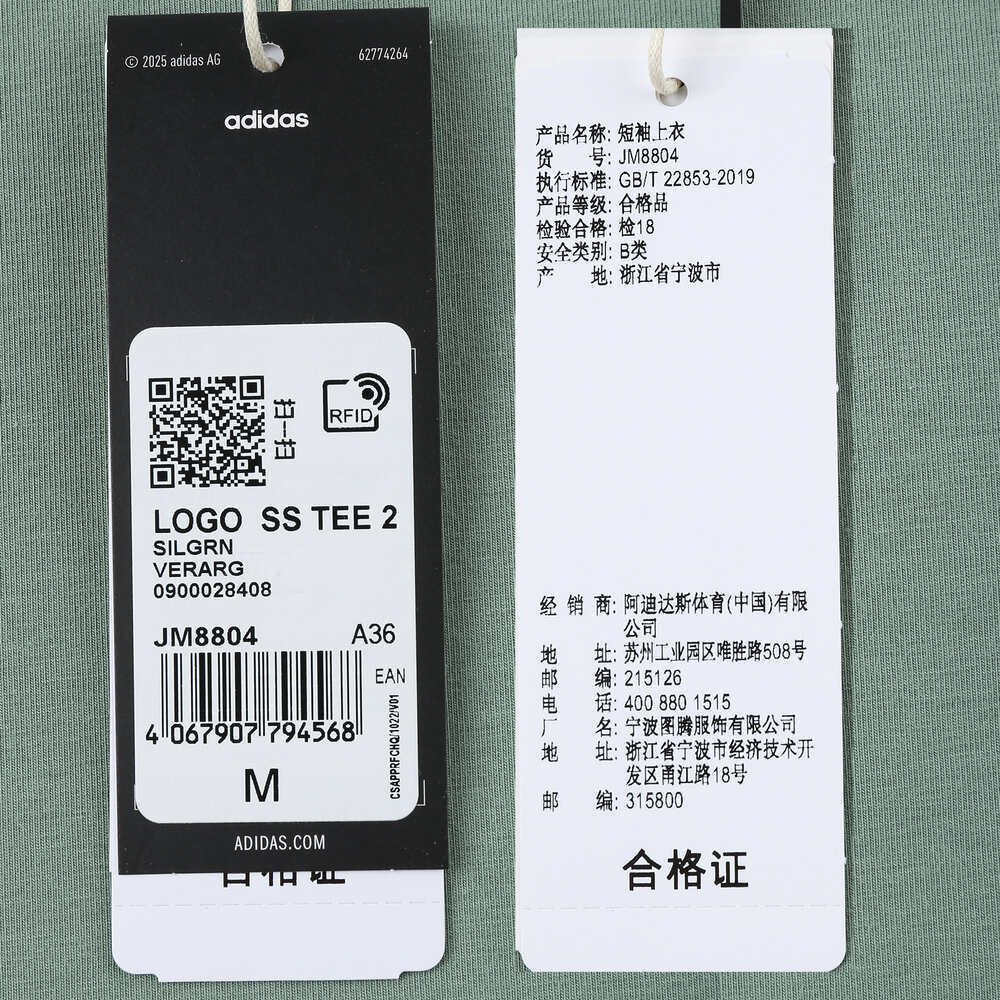 © 2025 adidas AG
62774264
adidas
扫一扫
RFID
LOGO SS TEE 2
SILGRN
VERARG
0900028408
JM8804 A36
EAN
4 067907 794568
CSAPPRFCHQ/1022/V01
M
ADIDAS.COM
合格证
产品名称: 短袖上衣
货 号: JM8804
执行标准: GB/T 22853-2019
产品等级: 合格品
检验合格: 检18
安全类别: B类
产 地: 浙江省宁波市
经 销 商: 阿迪达斯体育(中国)有限
公司
地 址: 苏州工业园区唯胜路508号
邮 编: 215126
电 话: 400 880 1515
厂 名: 宁波图腾服饰有限公司
地 址: 浙江省宁波市经济技术开
发区甬江路18号
邮 编: 315800
合格证